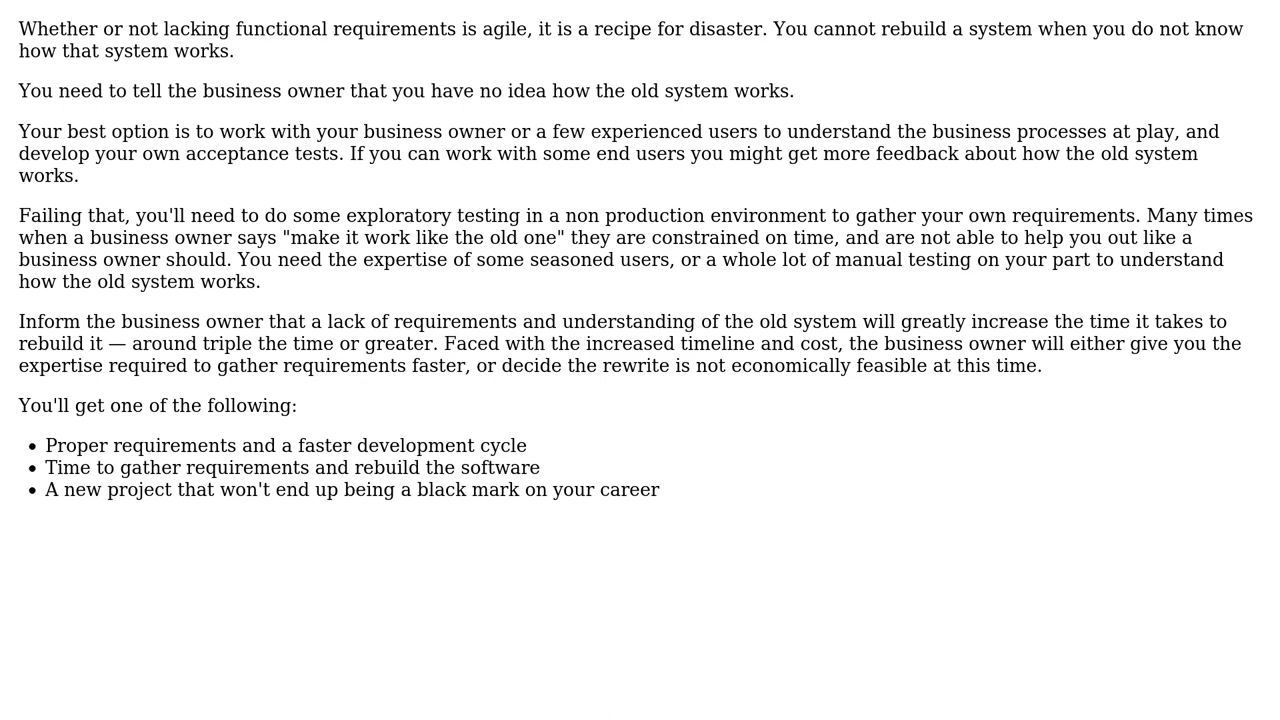 Whether or not lacking functional requirements is agile, it is a recipe for disaster. You cannot rebuild a system when you do not know
how that system works.
You need to tell the business owner that you have no idea how the old system works.
Your best option is to work with your business owner or a few experienced users to understand the business processes at play, and
develop your own acceptance tests. If you can work with some end users you might get more feedback about how the old system
works.
Failing that, you'll need to do some exploratory testing in a non production environment to gather your own requirements. Many times
when a business owner says "make it work like the old one" they are constrained on time, and are not able to help you out like a
business owner should. You need the expertise of some seasoned users, or a whole lot of manual testing on your part to understand
how the old system works.
Inform the business owner that a lack of requirements and understanding of the old system will greatly increase the time it takes to
rebuild it — around triple the time or greater. Faced with the increased timeline and cost, the business owner will either give you the
expertise required to gather requirements faster, or decide the rewrite is not economically feasible at this time.
You'll get one of the following:
• Proper requirements and a faster development cycle
• Time to gather requirements and rebuild the software
• A new project that won't end up being a black mark on your career